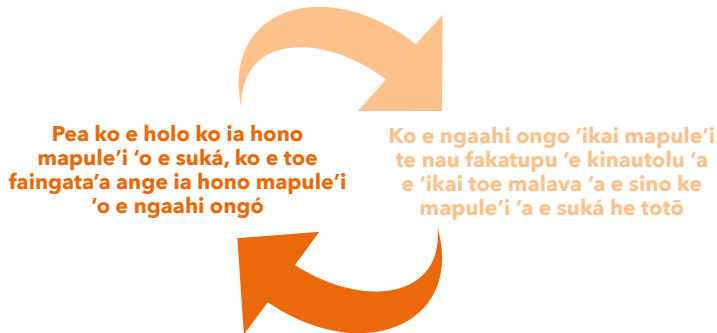 Pea ko e holo ko ia hono
mapule’i ‘o e suká, ko e toe
faingata’a ange ia hono mapule’i
‘o e ngaahi ongó
Ko e ngaahi ongo ‘ikai mapule’i
te nau fakatupu ‘e kinautolu ‘a
e ‘ikai toe malava ‘a e sino ke
mapule’i ‘a e suká he totō